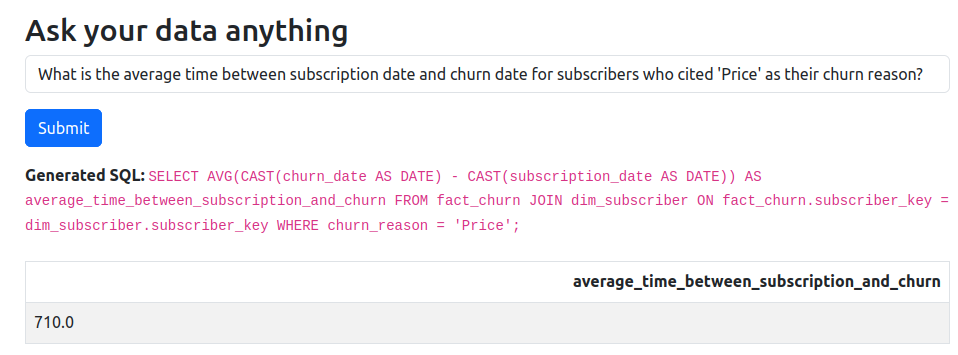 Ask your data anything
What is the average time between subscription date and churn date for subscribers who cited 'Price' as their churn reason?
Submit
Generated SQL: SELECT AVG(CAST(churn_date AS DATE) - CAST(subscription_date AS DATE)) AS
average_time_between_subscription_and_churn FROM fact_churn JOIN dim_subscriber ON fact_churn.subscriber_key =
dim_subscriber.subscriber_key WHERE churn_reason = 'Price';
average_time_between_subscription_and_churn
710.0